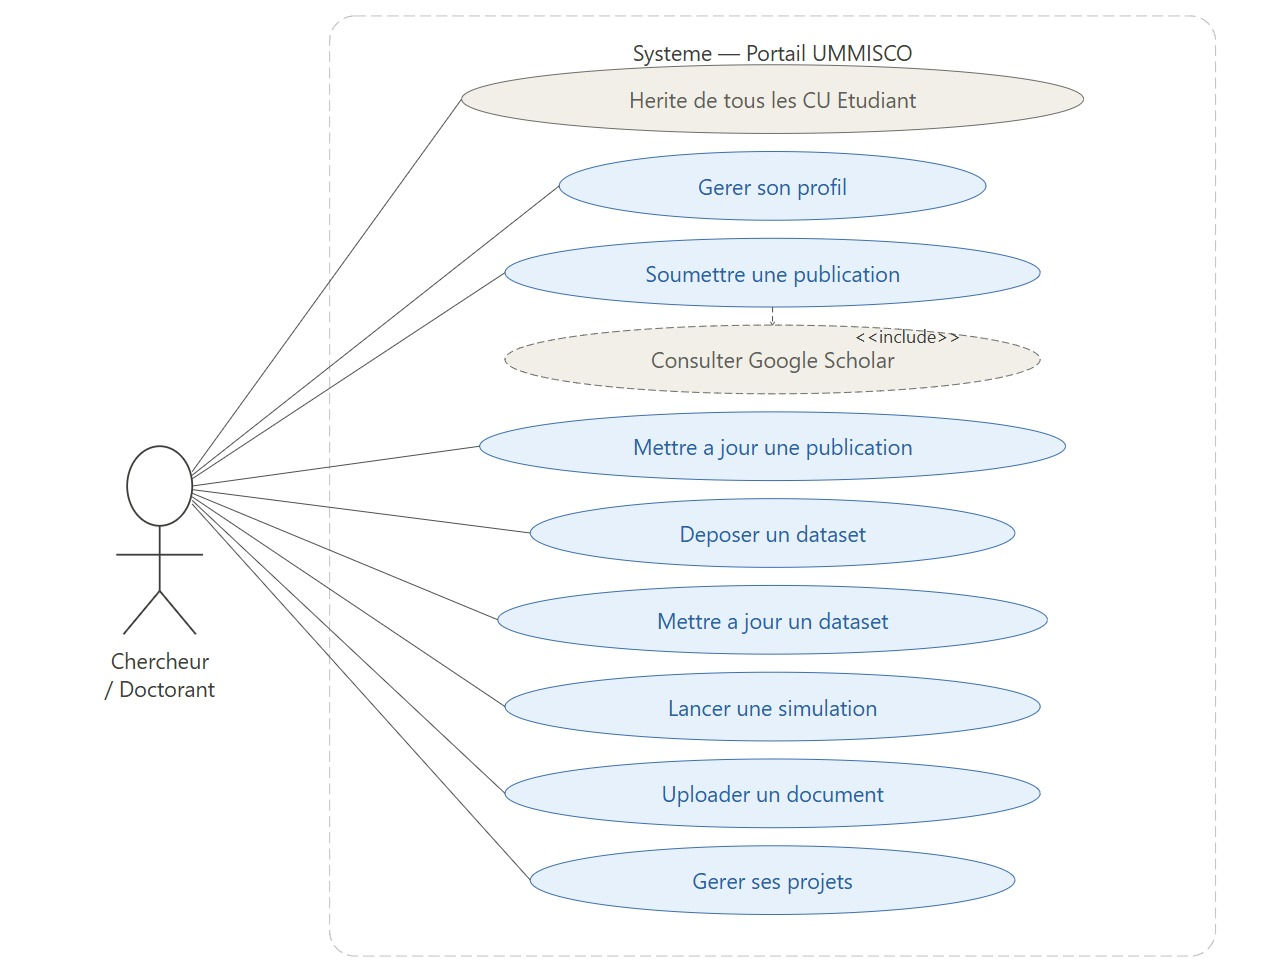 Systeme — Portail UMMISCO
Herite de tous les CU Etudiant
Gerer son profil
Soumettre une publication
<<include>>
Consulter Google Scholar
Mettre a jour une publication
Deposer un dataset
Mettre a jour un dataset
Chercheur
/ Doctorant
Lancer une simulation
Uploader un document
Gerer ses projets